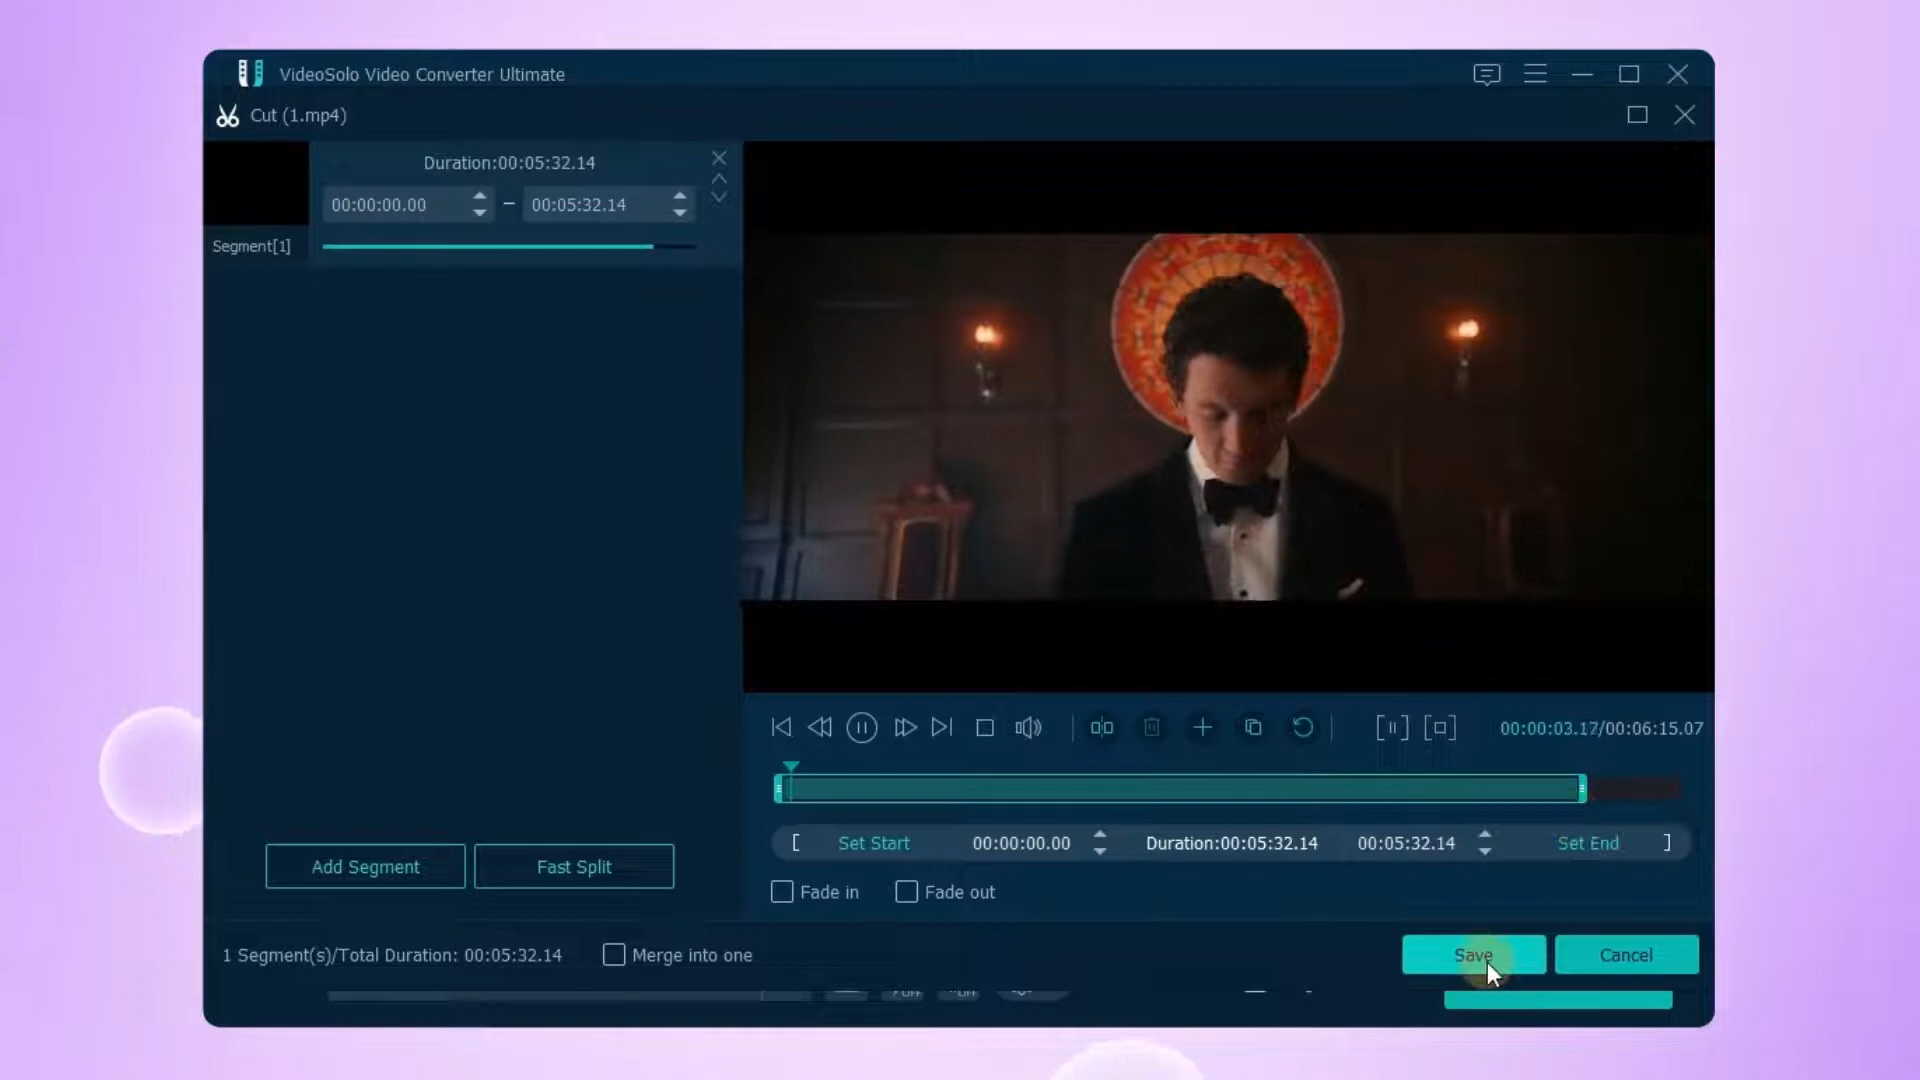 VideoSolo Video Converter Ultimate
Cut (1.mp4)
Duration:00:05:32.14
00:00:00.00 – 00:05:32.14
Segment[1]
00:00:03.17/00:06:15.07
[ Set Start 00:00:00.00 Duration:00:05:32.14 00:05:32.14 Set End ]
Fade in Fade out
Add Segment Fast Split
1 Segment(s)/Total Duration: 00:05:32.14 Merge into one Save Cancel